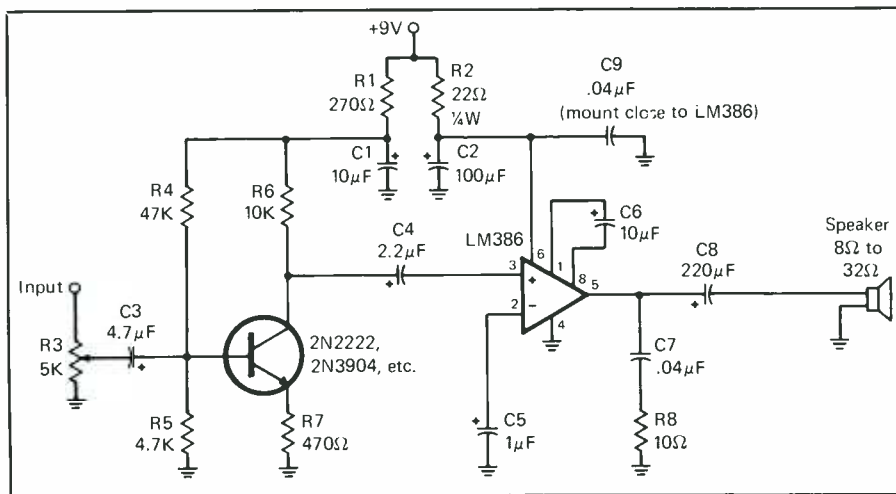 +9V
R1
270Ω
R2
22Ω
¼W
C9
.04µF
(mount close to LM386)
C1
10µF
+
C2
100µF
+
R4
47K
R6
10K
C4
2.2µF
+
LM386
C6
10µF
+
Speaker
8Ω to
32Ω
C8
220µF
+
6
1
8
5
3
+
2
−
4
Input
C3
4.7µF
+
R3
5K
2N2222,
2N3904, etc.
C7
.04µF
R5
4.7K
R7
470Ω
C5
1µF
+
R8
10Ω